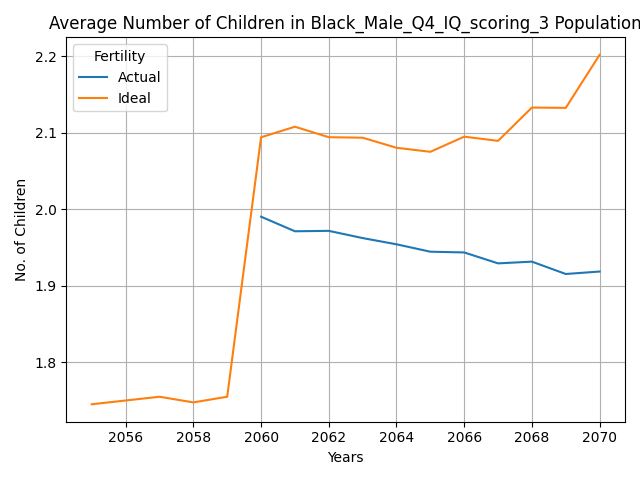 Average Number of Children in Black_Male_Q4_IQ_scoring_3 Population
Fertility
Actual
Ideal
2.2
2.1
2.0
1.9
1.8
No. of Children
2056 2058 2060 2062 2064 2066 2068 2070
Years